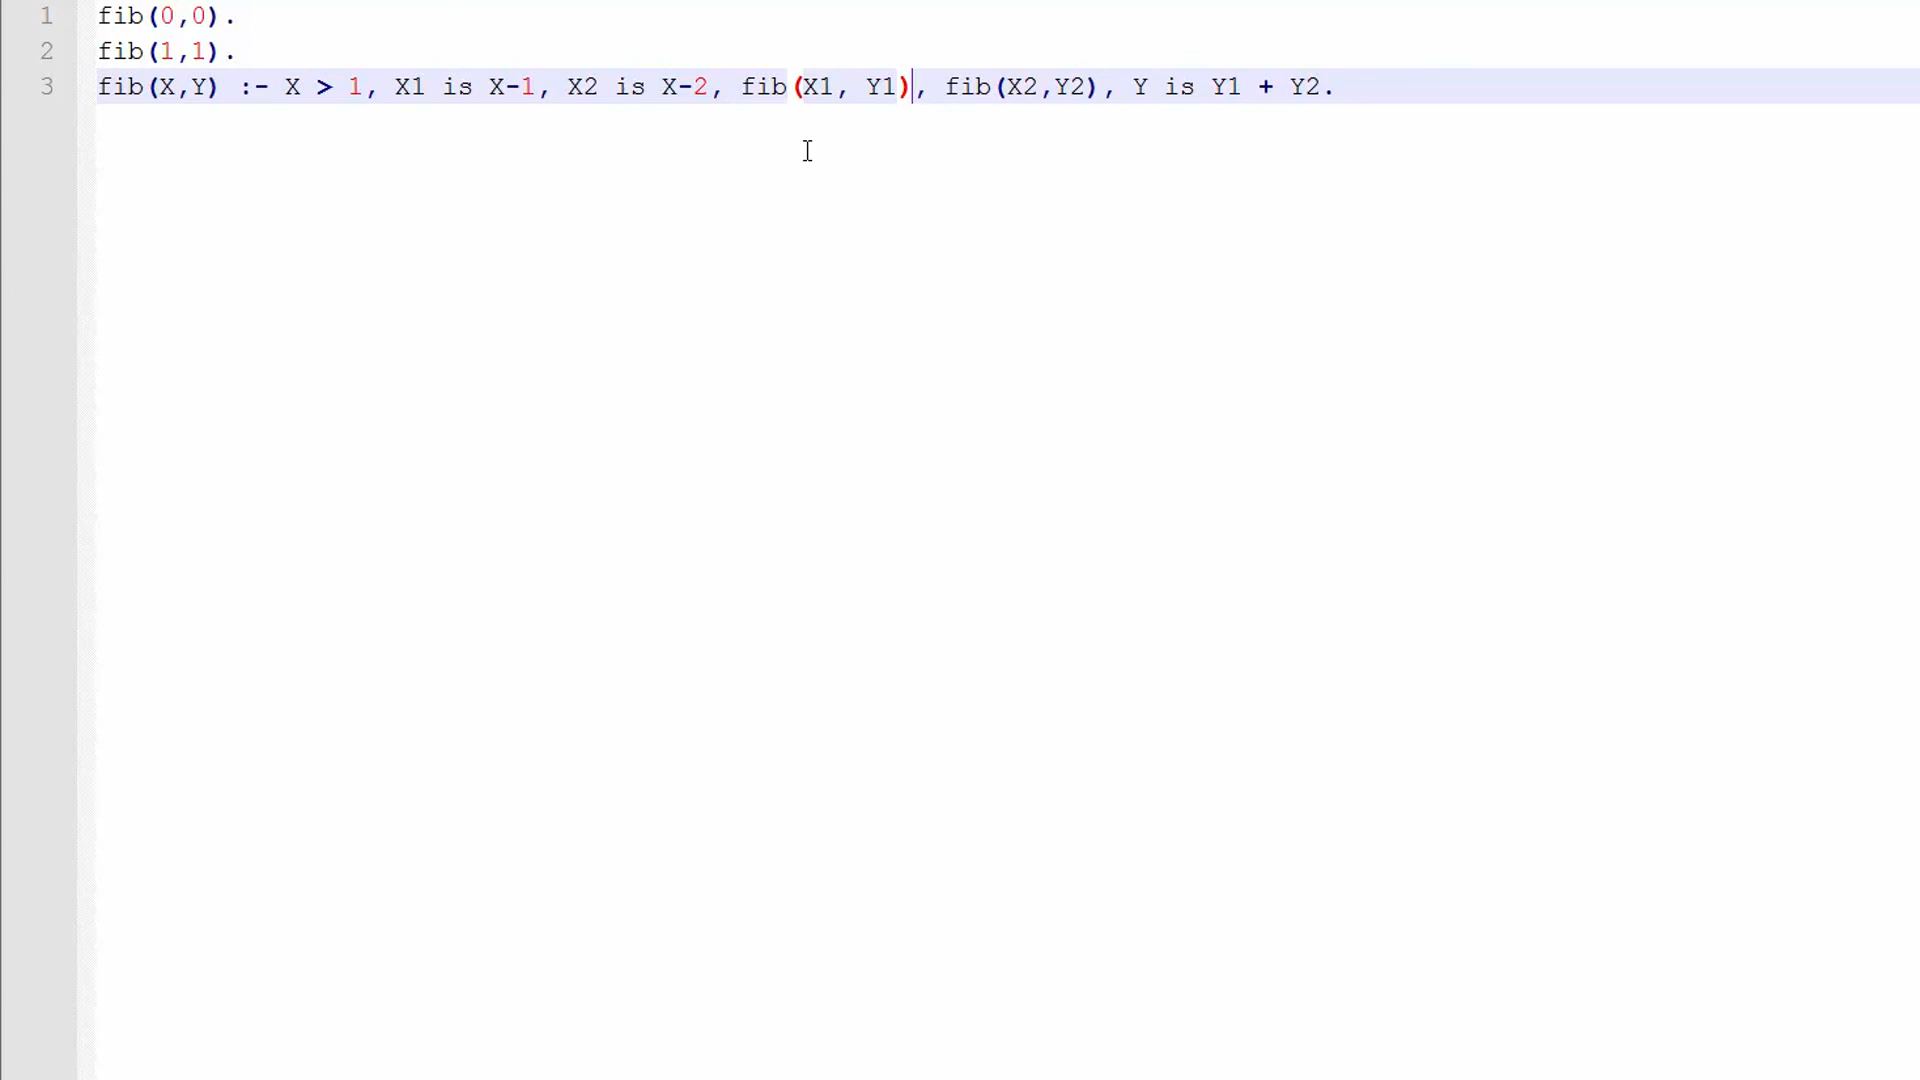 1 fib(0,0).
2 fib(1,1).
3 fib(X,Y) :- X > 1, X1 is X-1, X2 is X-2, fib(X1, Y1), fib(X2,Y2), Y is Y1 + Y2.